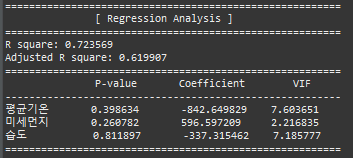 ==================================================
[ Regression Analysis ]
==================================================
R square: 0.723569
Adjusted R square: 0.619907
==================================================
P-value Coefficient VIF
==================================================
평균기온 0.398634 -842.649829 7.603651
미세먼지 0.260782 596.597209 2.216835
습도 0.811897 -337.315462 7.185777
==================================================